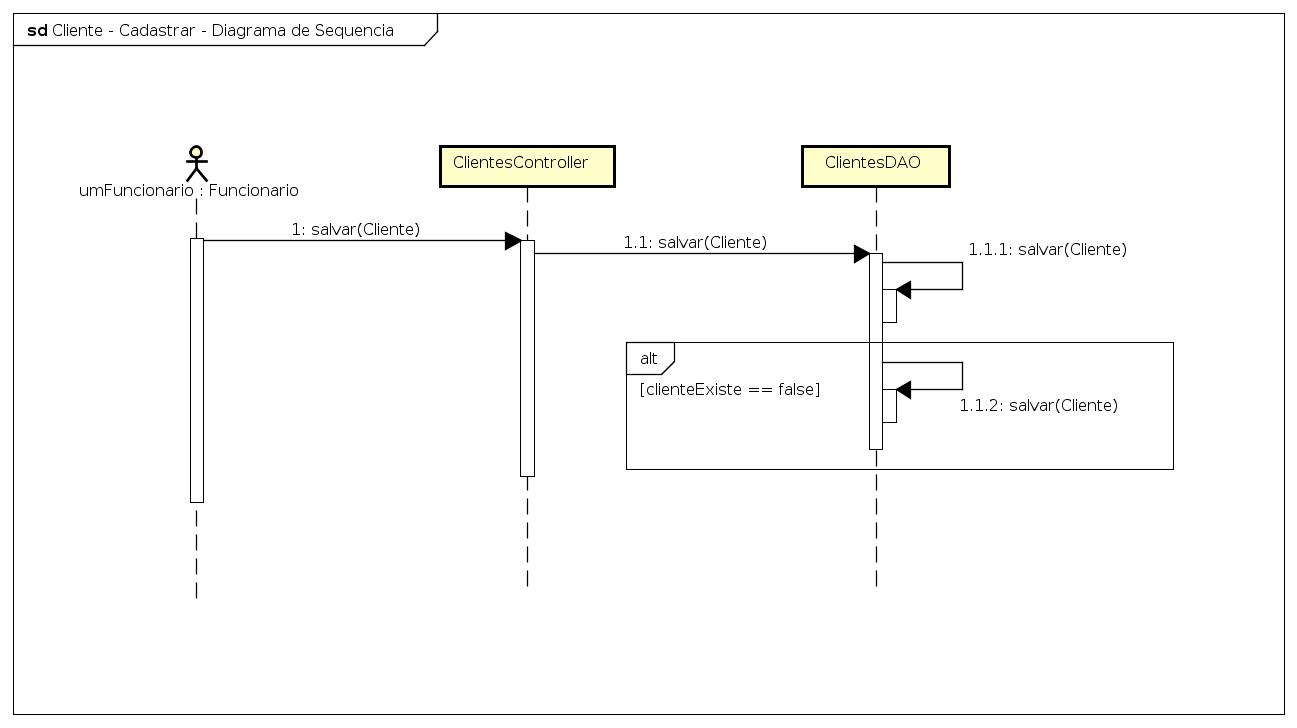 sd Cliente - Cadastrar - Diagrama de Sequencia
umFuncionario : Funcionario
ClientesController
ClientesDAO
1: salvar(Cliente)
1.1: salvar(Cliente)
1.1.1: salvar(Cliente)
alt
[clienteExiste == false]
1.1.2: salvar(Cliente)